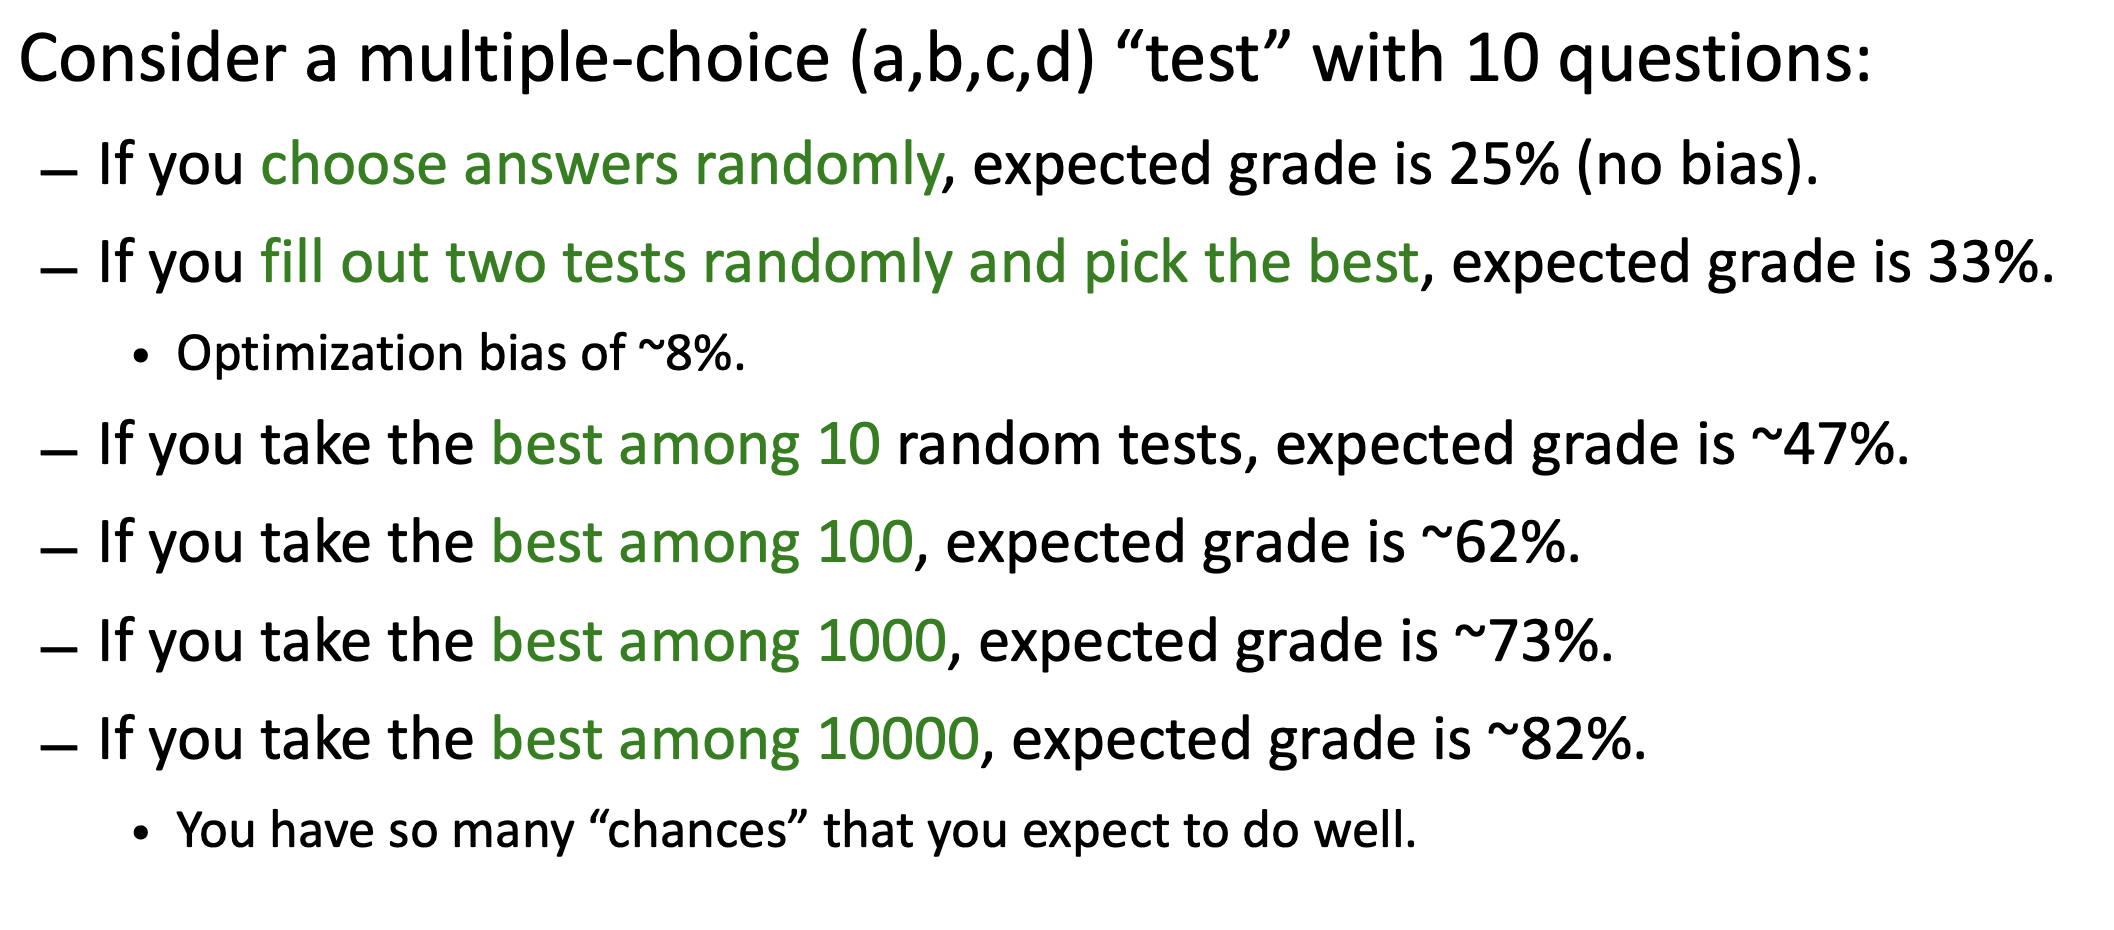 Consider a multiple-choice (a,b,c,d) “test” with 10 questions:
– If you choose answers randomly, expected grade is 25% (no bias).
– If you fill out two tests randomly and pick the best, expected grade is 33%.
• Optimization bias of ~8%.
– If you take the best among 10 random tests, expected grade is ~47%.
– If you take the best among 100, expected grade is ~62%.
– If you take the best among 1000, expected grade is ~73%.
– If you take the best among 10000, expected grade is ~82%.
• You have so many “chances” that you expect to do well.